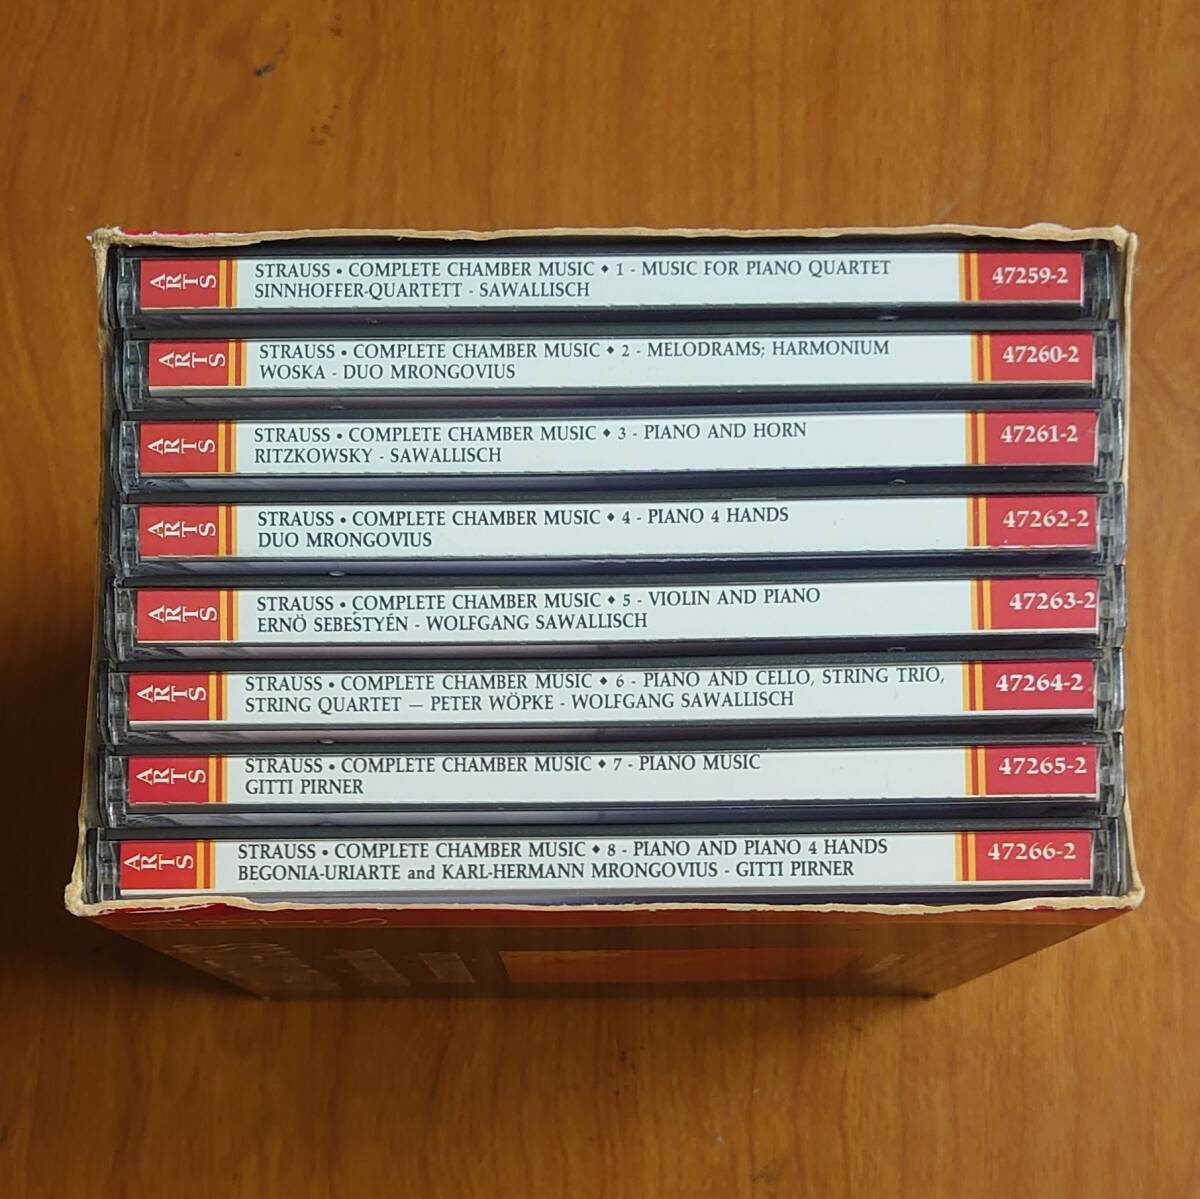 ARTS
STRAUSS • COMPLETE CHAMBER MUSIC ♦ 1 - MUSIC FOR PIANO QUARTET
SINNHOFFER-QUARTETT - SAWALLISCH
47259-2
ARTS
STRAUSS • COMPLETE CHAMBER MUSIC ♦ 2 - MELODRAMS; HARMONIUM
WOSKA - DUO MRONGOVIUS
47260-2
ARTS
STRAUSS • COMPLETE CHAMBER MUSIC ♦ 3 - PIANO AND HORN
RITZKOWSKY - SAWALLISCH
47261-2
ARTS
STRAUSS • COMPLETE CHAMBER MUSIC ♦ 4 - PIANO 4 HANDS
DUO MRONGOVIUS
47262-2
ARTS
STRAUSS • COMPLETE CHAMBER MUSIC ♦ 5 - VIOLIN AND PIANO
ERNÖ SEBESTYÉN - WOLFGANG SAWALLISCH
47263-2
ARTS
STRAUSS • COMPLETE CHAMBER MUSIC ♦ 6 - PIANO AND CELLO, STRING TRIO,
STRING QUARTET — PETER WÖPKE - WOLFGANG SAWALLISCH
47264-2
ARTS
STRAUSS • COMPLETE CHAMBER MUSIC ♦ 7 - PIANO MUSIC
GITTI PIRNER
47265-2
ARTS
STRAUSS • COMPLETE CHAMBER MUSIC ♦ 8 - PIANO AND PIANO 4 HANDS
BEGONIA-URIARTE and KARL-HERMANN MRONGOVIUS - GITTI PIRNER
47266-2